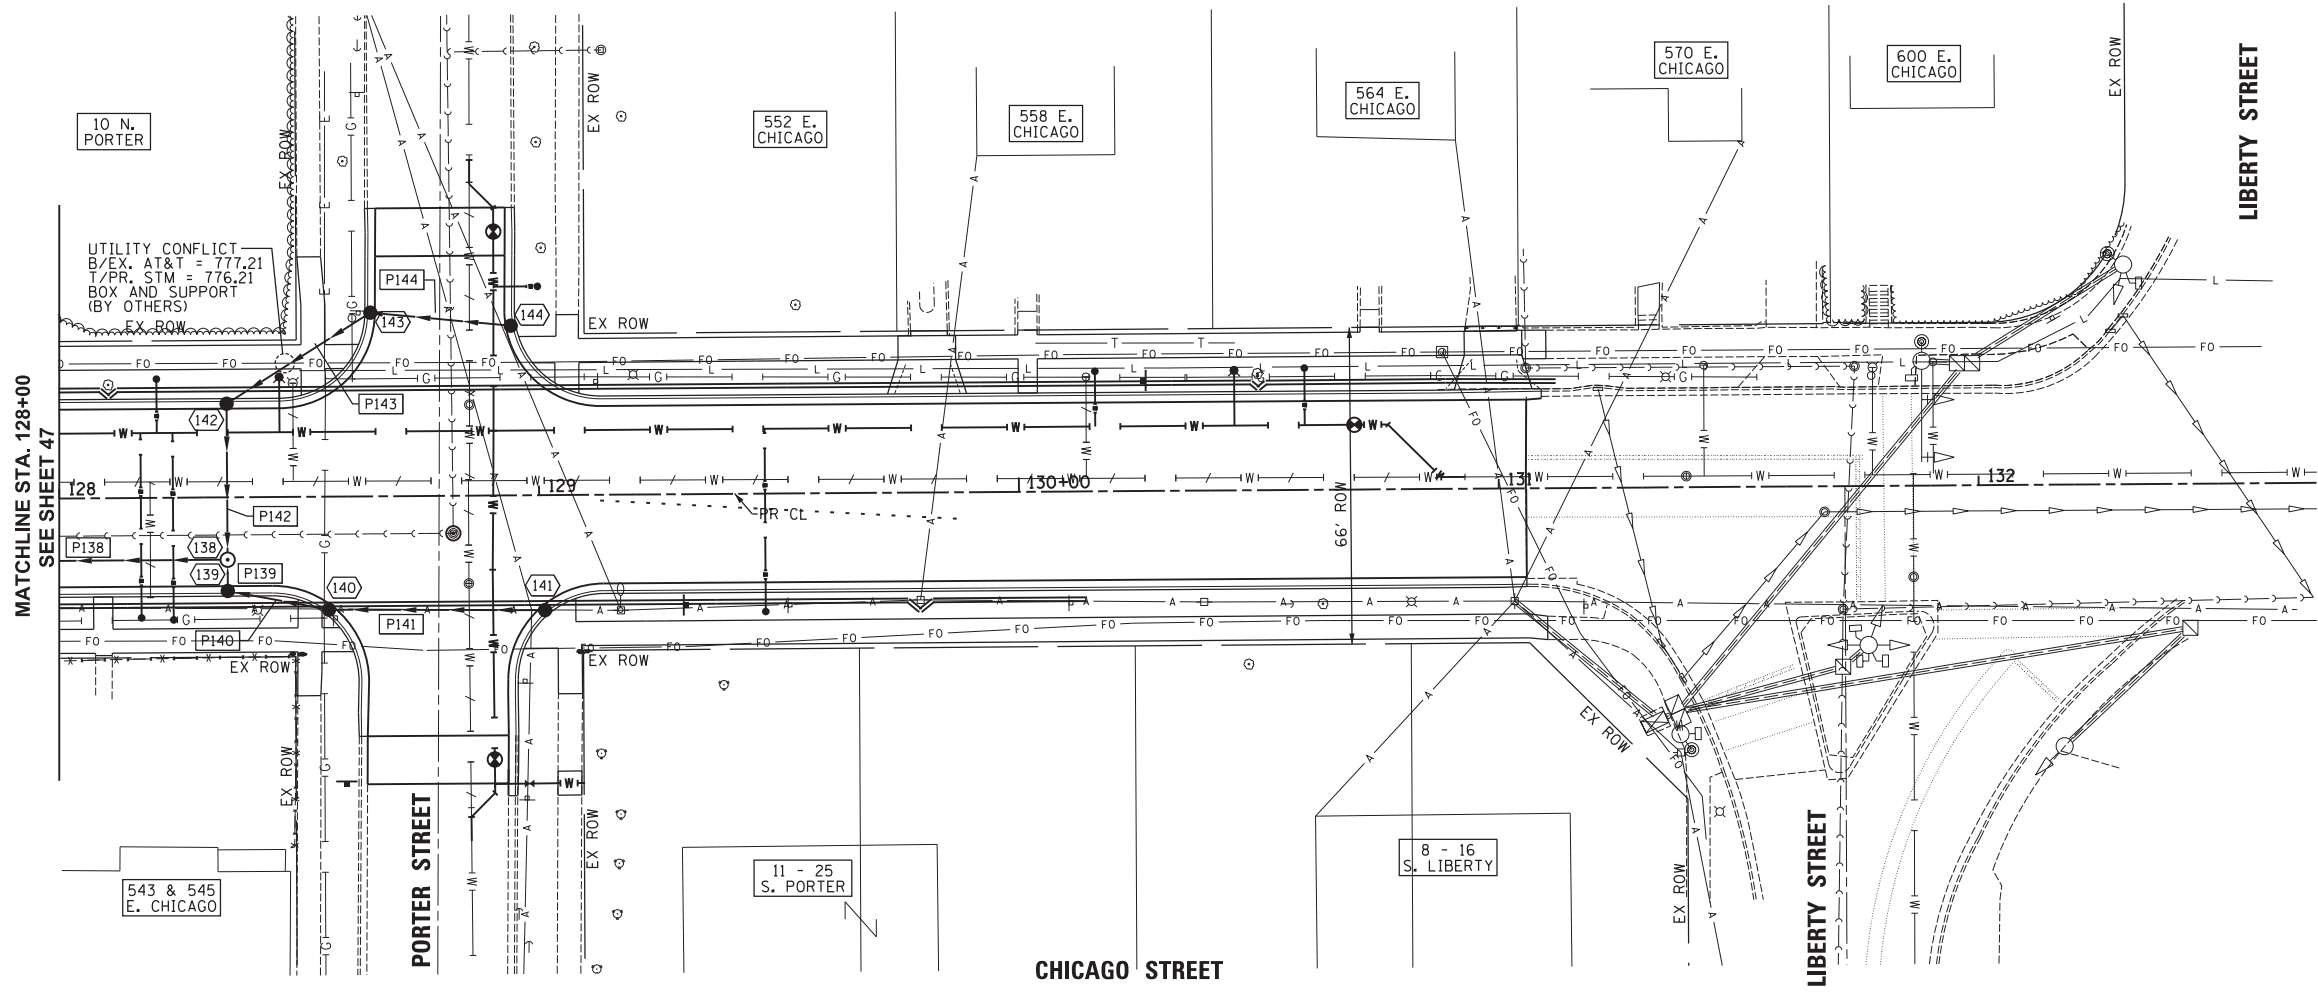 10 N.
PORTER
552 E.
CHICAGO
558 E.
CHICAGO
564 E.
CHICAGO
570 E.
CHICAGO
600 E.
CHICAGO
EX ROW
EX ROW
EX ROW
LIBERTY STREET
UTILITY CONFLICT
B/EX. AT&T = 777.21
T/PR. STM = 776.21
BOX AND SUPPORT
(BY OTHERS)
EX ROW
P144
143
144
EX ROW
P143
142
MATCHLINE STA. 128+00
SEE SHEET 47
128
129
130+00
131
132
PR CL
66' ROW
P142
P138
138
139
P139
140
141
P140
P141
EX ROW
EX ROW
EX ROW
EX ROW
EX ROW
EX ROW
543 & 545
E. CHICAGO
PORTER STREET
11 - 25
S. PORTER
8 - 16
S. LIBERTY
LIBERTY STREET
CHICAGO STREET